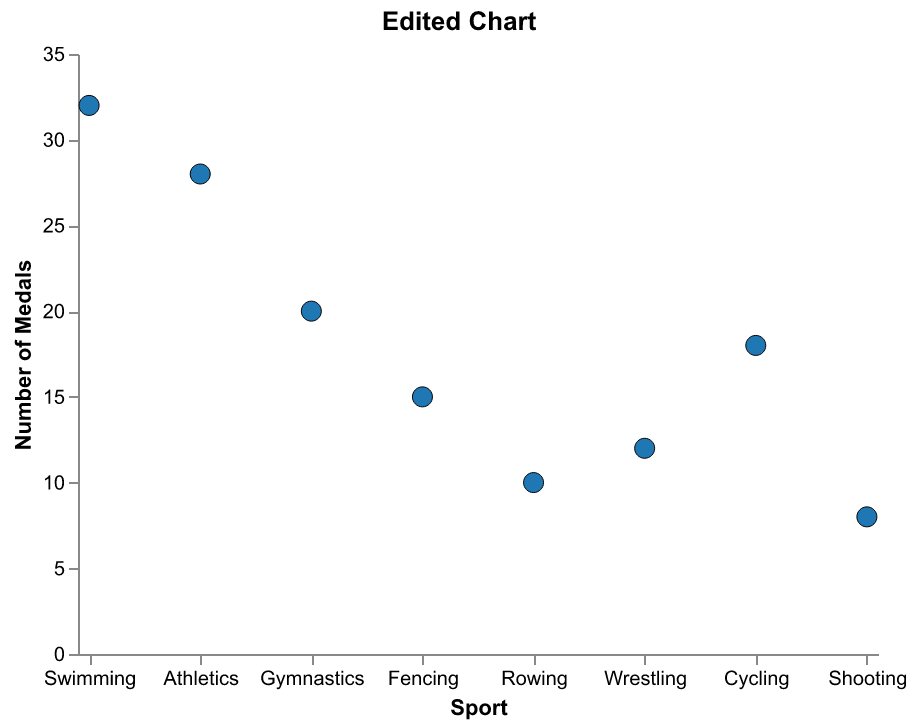 Edited Chart
35
30
25
20
15
10
5
0
Number of Medals
Swimming Athletics Gymnastics Fencing Rowing Wrestling Cycling Shooting
Sport